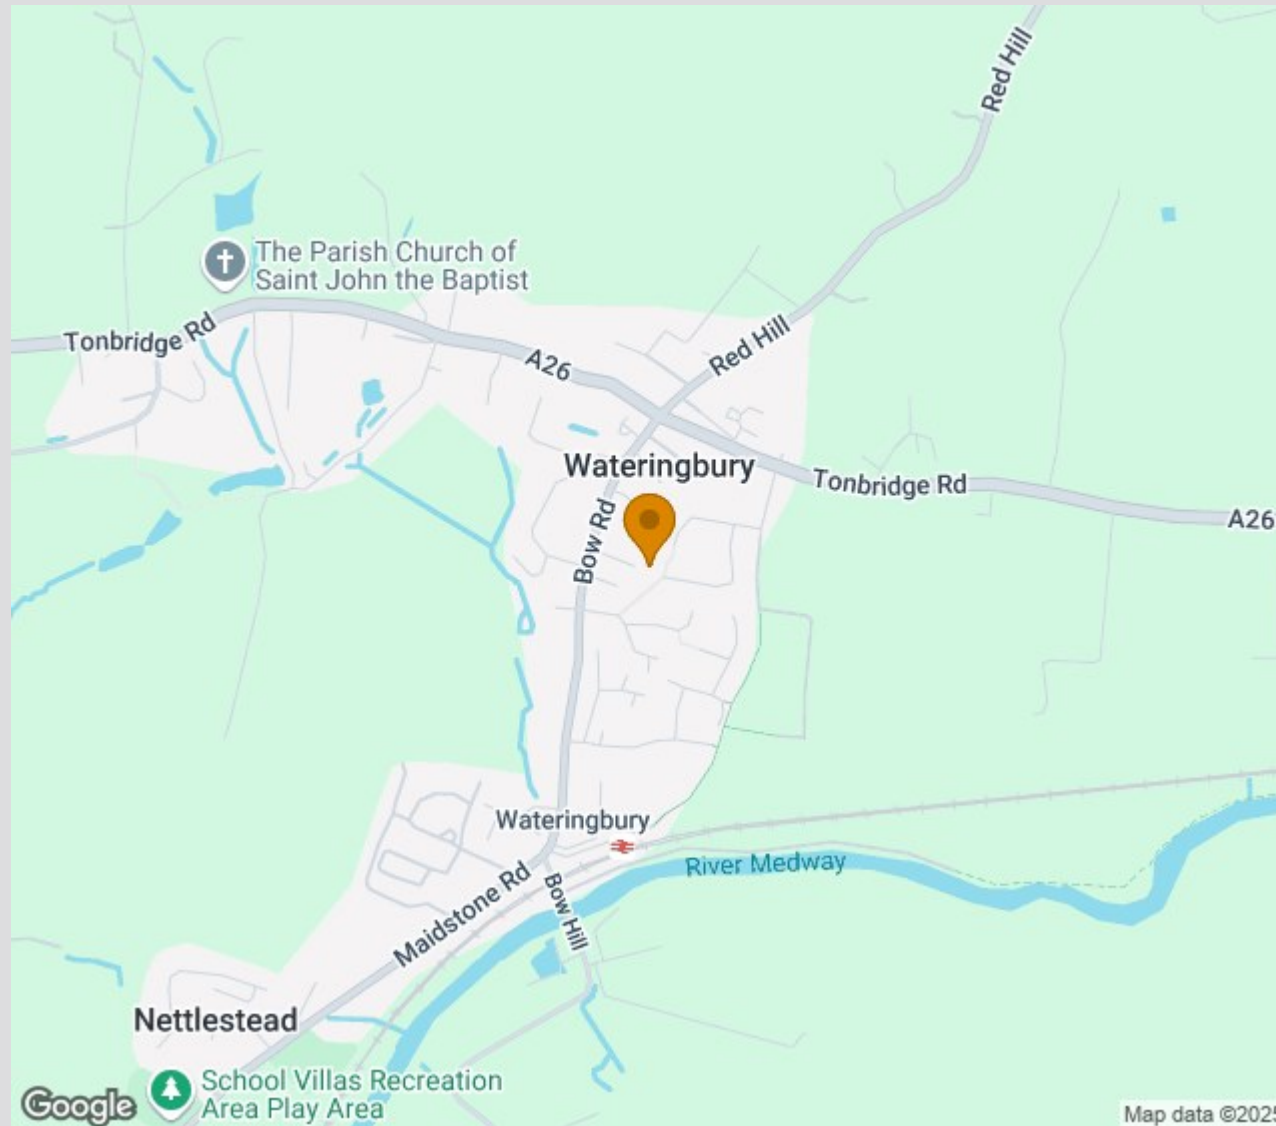 Red Hill
The Parish Church of
Saint John the Baptist
Tonbridge Rd
A26
Red Hill
Wateringbury
Tonbridge Rd
A26
Bow Rd
Wateringbury
River Medway
Maidstone Rd
Bow Hill
Nettlestead
School Villas Recreation
Area Play Area
Google
Map data ©2025